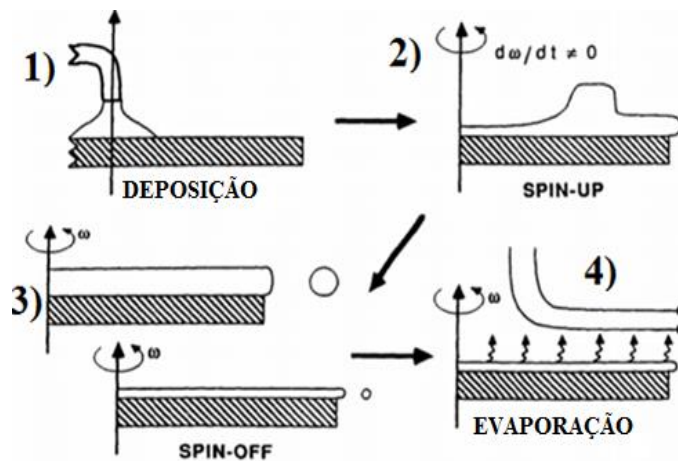 1)
DEPOSIÇÃO
2)
dω/dt ≠ 0
SPIN-UP
3)
ω
ω
SPIN-OFF
4)
ω
EVAPORAÇÃO